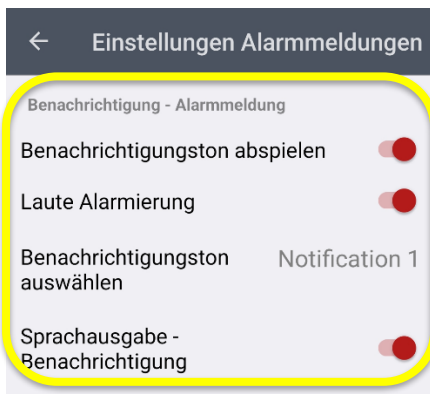 Einstellungen Alarmmeldungen
Benachrichtigung - Alarmmeldung
Benachrichtigungston abspielen
Laute Alarmierung
Benachrichtigungston Notification 1
auswählen
Sprachausgabe -
Benachrichtigung